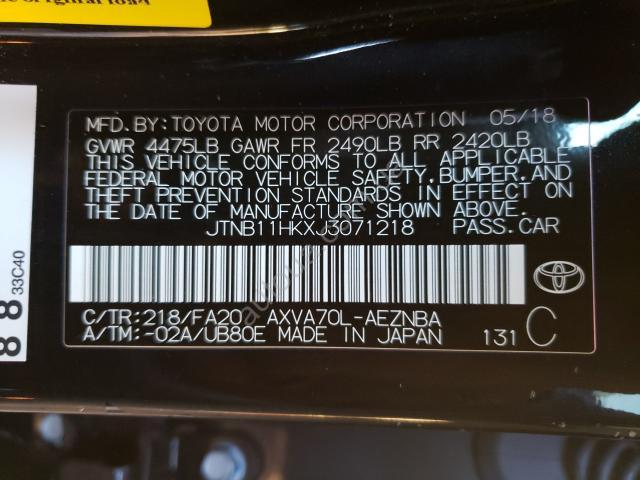 MFD.BY:TOYOTA MOTOR CORPORATION 05/18
GVWR 4475LB GAWR FR 2490LB RR 2420LB
THIS VEHICLE CONFORMS TO ALL APPLICABLE
FEDERAL MOTOR VEHICLE SAFETY,BUMPER,AND
THEFT PREVENTION STANDARDS IN EFFECT ON
THE DATE OF MANUFACTURE SHOWN ABOVE.
JTNB11HKXJ3071218 PASS.CAR
C/TR:218/FA20 AXVA70L-AEZNBA
A/TM:-02A/UB80E MADE IN JAPAN 131 C
33C40
8 8